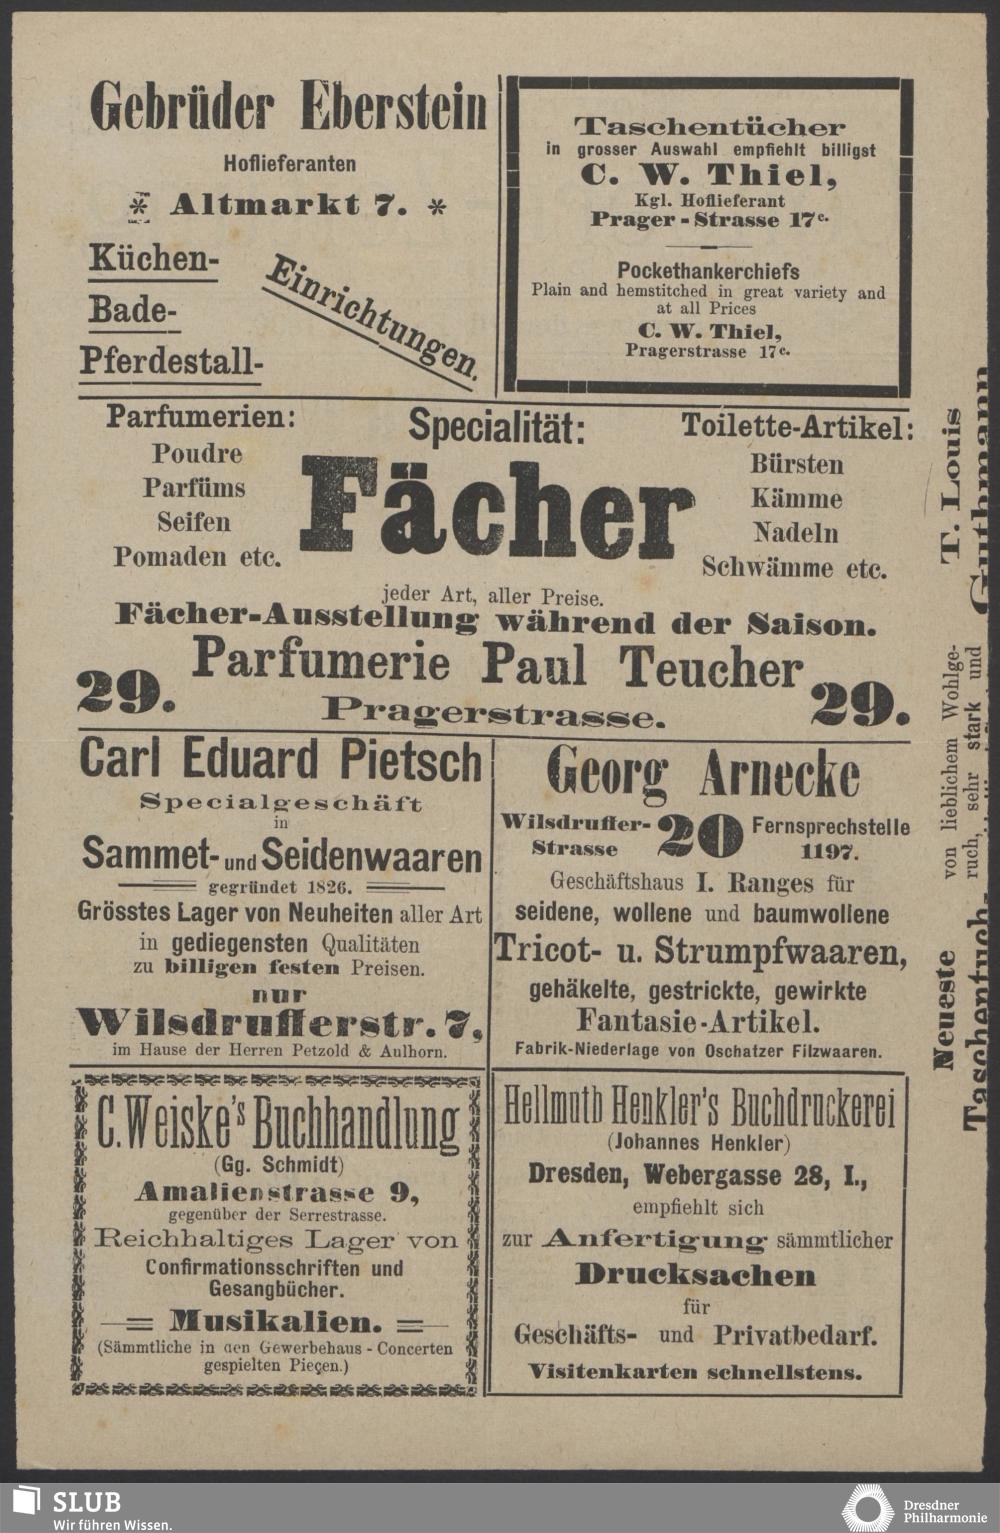 Gebrüder Eberstein
Hoflieferanten
* Altmarkt 7. *
Küchen-
Bade-
Pferdestall-
Einrichtungen.
Taschentücher
in grosser Auswahl empfiehlt billigst
C. W. Thiel,
Kgl. Hoflieferant
Prager-Strasse 17c.
Pockethankerchiefs
Plain and hemstitched in great variety and
at all Prices
C. W. Thiel,
Pragerstrasse 17c.
Parfumerien:
Poudre
Parfüms
Seifen
Pomaden etc.
Specialität:
Fächer
Toilette-Artikel:
Bürsten
Kämme
Nadeln
Schwämme etc.
jeder Art, aller Preise.
Fächer-Ausstellung während der Saison.
29. Parfumerie Paul Teucher 29.
Pragerstrasse.
Carl Eduard Pietsch
Specialgeschäft
in
Sammet- und Seidenwaaren
gegründet 1826.
Grösstes Lager von Neuheiten aller Art
in gediegensten Qualitäten
zu billigen festen Preisen.
nur
Wilsdrufferstr. 7,
im Hause der Herren Petzold & Aulhorn.
Georg Arnecke
Wilsdruffer-
Strasse
20
Fernsprechstelle
1197.
Geschäftshaus I. Ranges für
seidene, wollene und baumwollene
Tricot- u. Strumpfwaaren,
gehäkelte, gestrickte, gewirkte
Fantasie-Artikel.
Fabrik-Niederlage von Oschatzer Filzwaaren.
C. Weiske's Buchhandlung
(Gg. Schmidt)
Amalienstrasse 9,
gegenüber der Serrestrasse.
Reichhaltiges Lager von
Confirmationsschriften und
Gesangbücher.
Musikalien.
(Sämmtliche in den Gewerbehaus-Concerten
gespielten Pieçen.)
Hellmuth Henkler's Buchdruckerei
(Johannes Henkler)
Dresden, Webergasse 28, I.,
empfiehlt sich
zur Anfertigung sämmtlicher
Drucksachen
für
Geschäfts- und Privatbedarf.
Visitenkarten schnellstens.
Neueste
Taschentuch-
von lieblichem Wohlge-
ruch, sehr stark und
T. Louis
Guthmann
SLUB
Wir führen Wissen.
Dresdner
Philharmonie